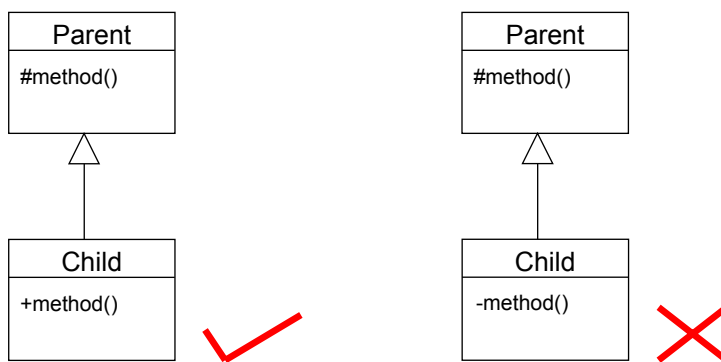 Parent
#method()
Child
+method()
Parent
#method()
Child
-method()